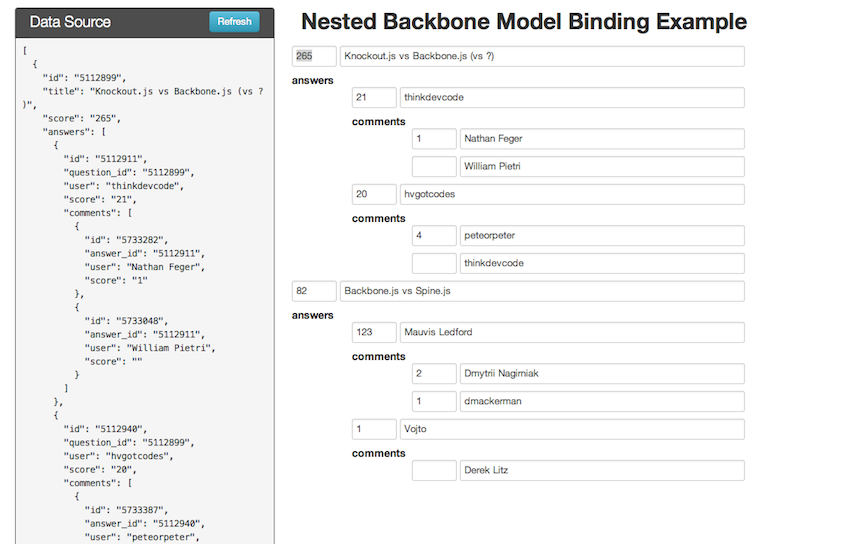 Data Source
Refresh
[
{
"id": "5112899",
"title": "Knockout.js vs Backbone.js (vs ?
)",
"score": "265",
"answers": [
{
"id": "5112911",
"question_id": "5112899",
"user": "thinkdevcode",
"score": "21",
"comments": [
{
"id": "5733282",
"answer_id": "5112911",
"user": "Nathan Feger",
"score": "1"
},
{
"id": "5733048",
"answer_id": "5112911",
"user": "William Pietri",
"score": ""
}
]
},
{
"id": "5112940",
"question_id": "5112899",
"user": "hvgotcodes",
"score": "20",
"comments": [
{
"id": "5733387",
"answer_id": "5112940",
"user": "peteorpeter",
Nested Backbone Model Binding Example
265 Knockout.js vs Backbone.js (vs ?)
answers
21 thinkdevcode
comments
1 Nathan Feger
William Pietri
20 hvgotcodes
comments
4 peteorpeter
thinkdevcode
82 Backbone.js vs Spine.js
answers
123 Mauvis Ledford
comments
2 Dmytrii Nagirniak
1 dmackerman
1 Vojto
comments
Derek Litz